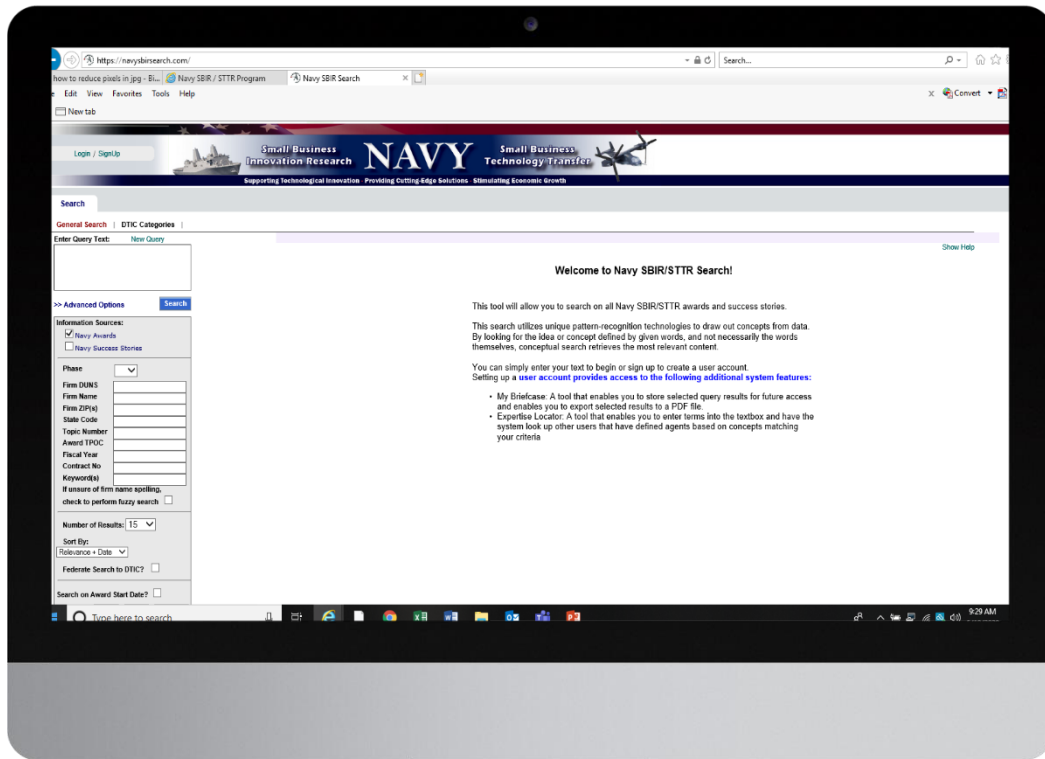 https://navysbirsearch.com/
Search...
how to reduce pixels in jpg - Bi...
Navy SBIR / STTR Program
Navy SBIR Search
Edit View Favorites Tools Help
x Convert
New tab
Login / SignUp
Small Business
Innovation Research
NAVY
Small Business
Technology Transfer
Supporting Technological Innovation - Providing Cutting-Edge Solutions - Stimulating Economic Growth
Search
General Search | DTIC Categories |
Enter Query Text: New Query
Show Help
>> Advanced Options Search
Information Sources:
Navy Awards
Navy Success Stories
Phase
Firm DUNS
Firm Name
Firm ZIP(s)
State Code
Topic Number
Award TPOC
Fiscal Year
Contract No
Keyword(s)
If unsure of firm name spelling,
check to perform fuzzy search
Number of Results: 15
Sort By:
Relevance + Date
Federate Search to DTIC?
Search on Award Start Date?
Welcome to Navy SBIR/STTR Search!
This tool will allow you to search on all Navy SBIR/STTR awards and success stories.
This search utilizes unique pattern-recognition technologies to draw out concepts from data.
By looking for the idea or concept defined by given words, and not necessarily the words
themselves, conceptual search retrieves the most relevant content.
You can simply enter your text to begin or sign up to create a user account.
Setting up a user account provides access to the following additional system features:
• My Briefcase: A tool that enables you to store selected query results for future access
and enables you to export selected results to a PDF file.
• Expertise Locator: A tool that enables you to enter terms into the textbox and have the
system look up other users that have defined agents based on concepts matching
your criteria
Type here to search
9:29 AM